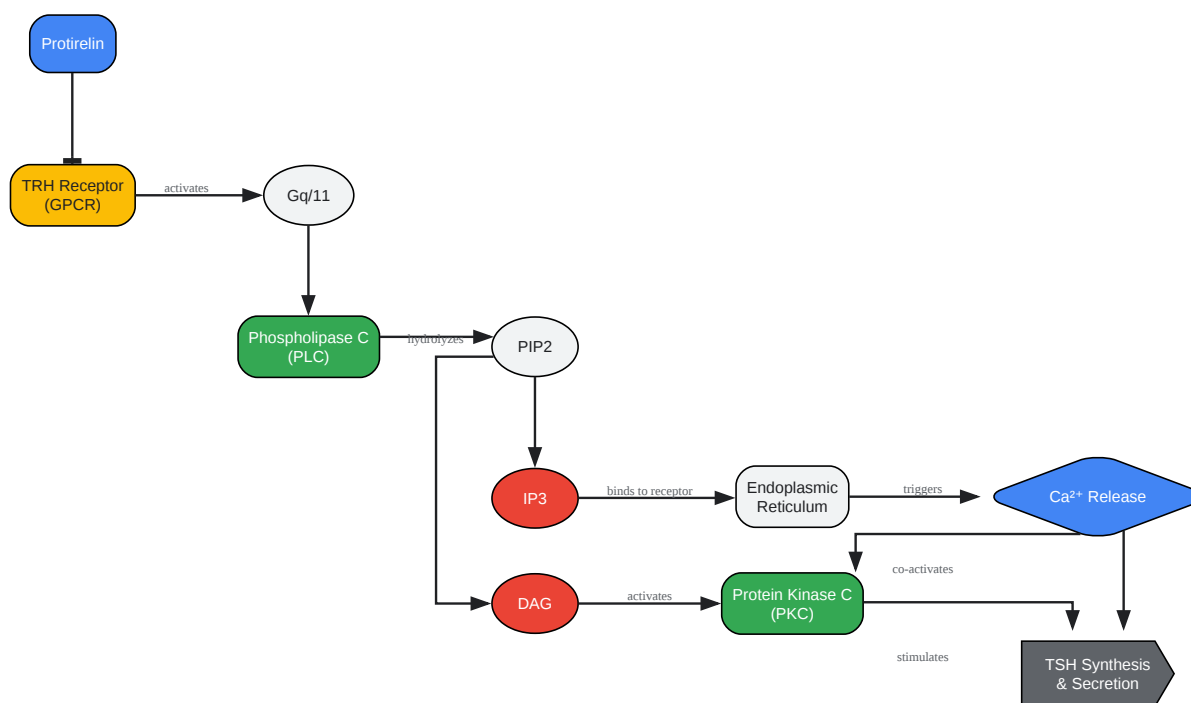 Protirelin
TRH Receptor
(GPCR)
activates
Gq/11
Phospholipase C
(PLC)
hydrolyzes
PIP2
IP3
binds to receptor
Endoplasmic
Reticulum
triggers
Ca²⁺ Release
co-activates
DAG
activates
Protein Kinase C
(PKC)
stimulates
TSH Synthesis
& Secretion